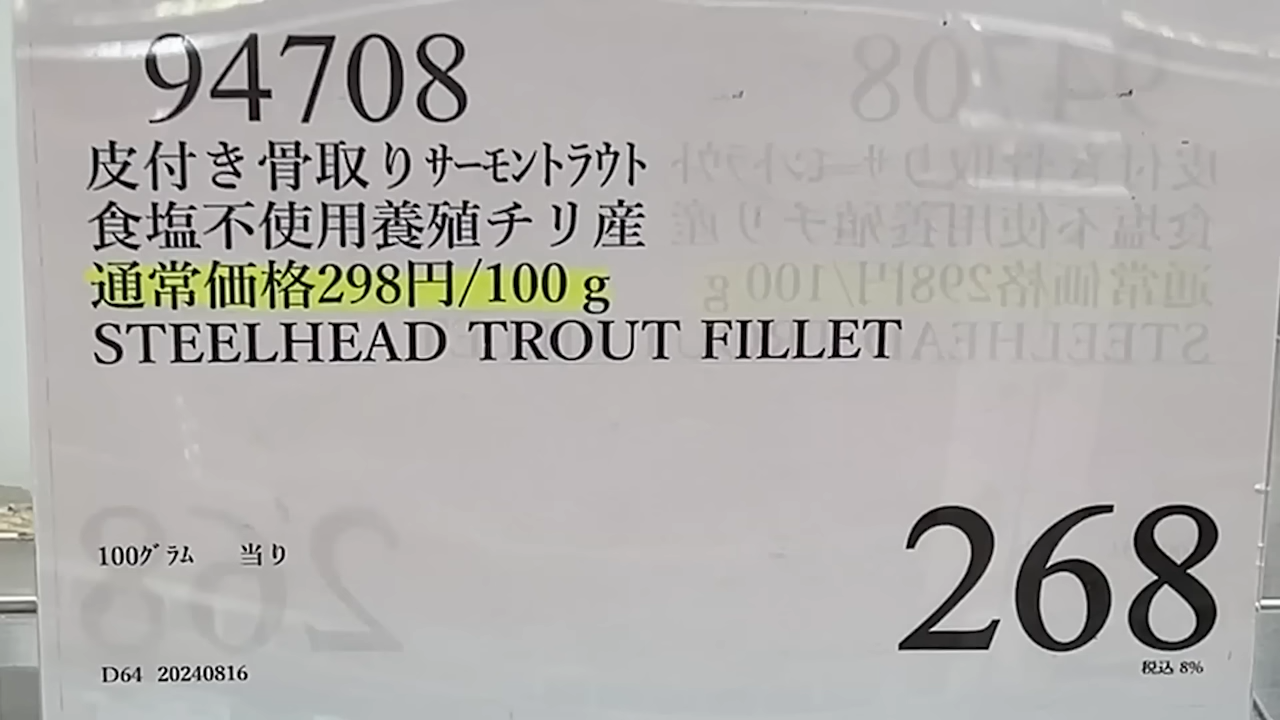 94708
皮付き骨取りｻｰﾓﾝﾄﾗｳﾄ
食塩不使用養殖チリ産
通常価格298円/100 g
STEELHEAD TROUT FILLET
100ｸﾞﾗﾑ 当り
268
税込 8%
D64 20240816